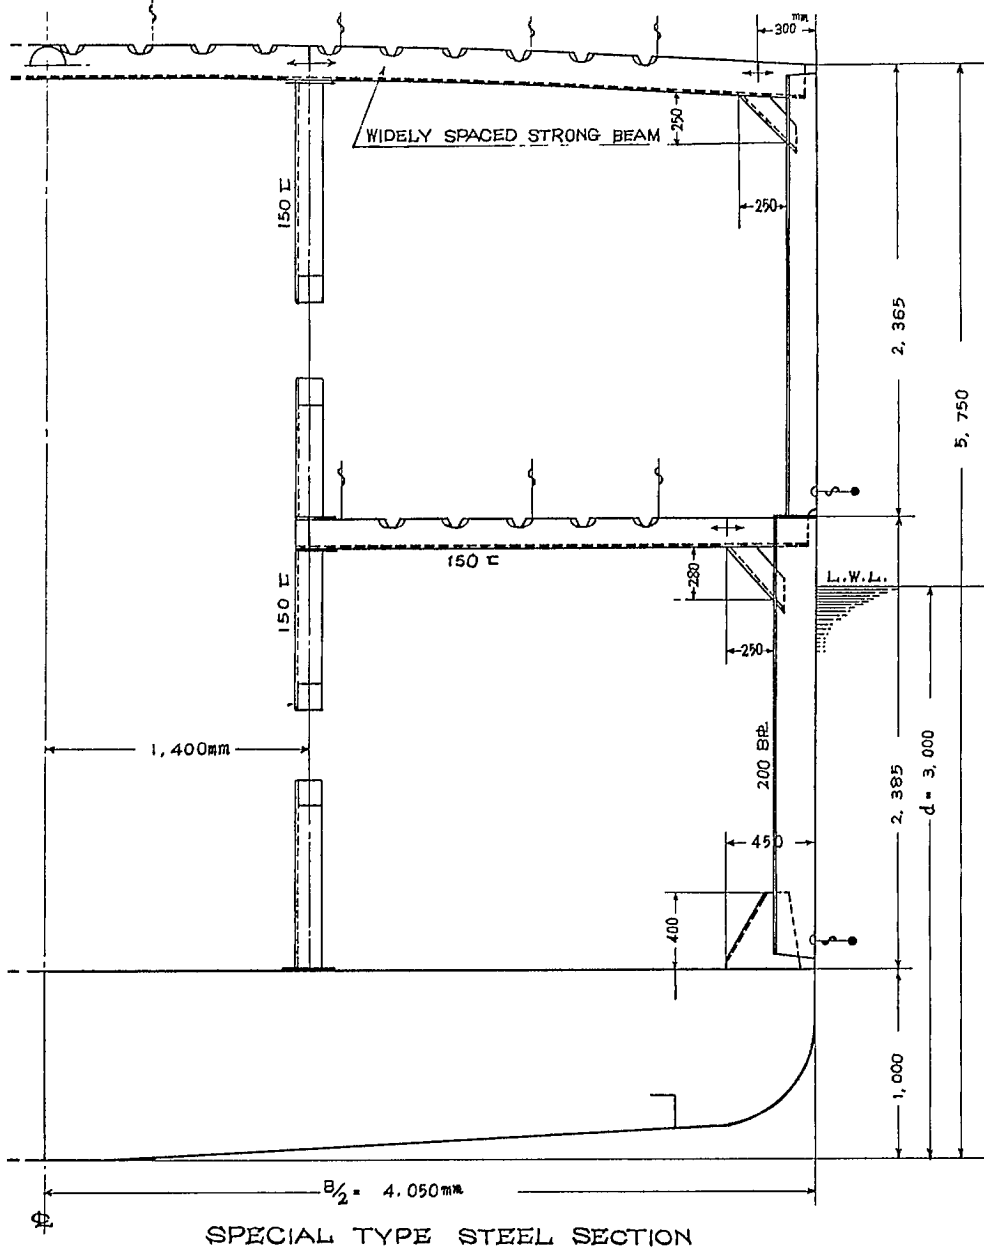 300 mm
WIDELY SPACED STRONG BEAM
250
250
150
2,365
5,750
150
280
L.W.L.
150
250
1,400mm
200
2,385
d = 3,000
450
400
1,000
B/2 = 4.050mm
℄
SPECIAL TYPE STEEL SECTION